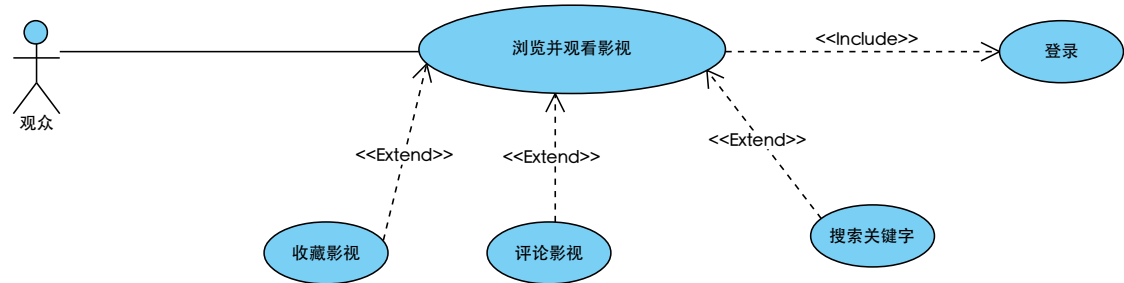 浏览并观看影视
<<Include>>
登录
观众
<<Extend>>
<<Extend>>
<<Extend>>
收藏影视
评论影视
搜索关键字